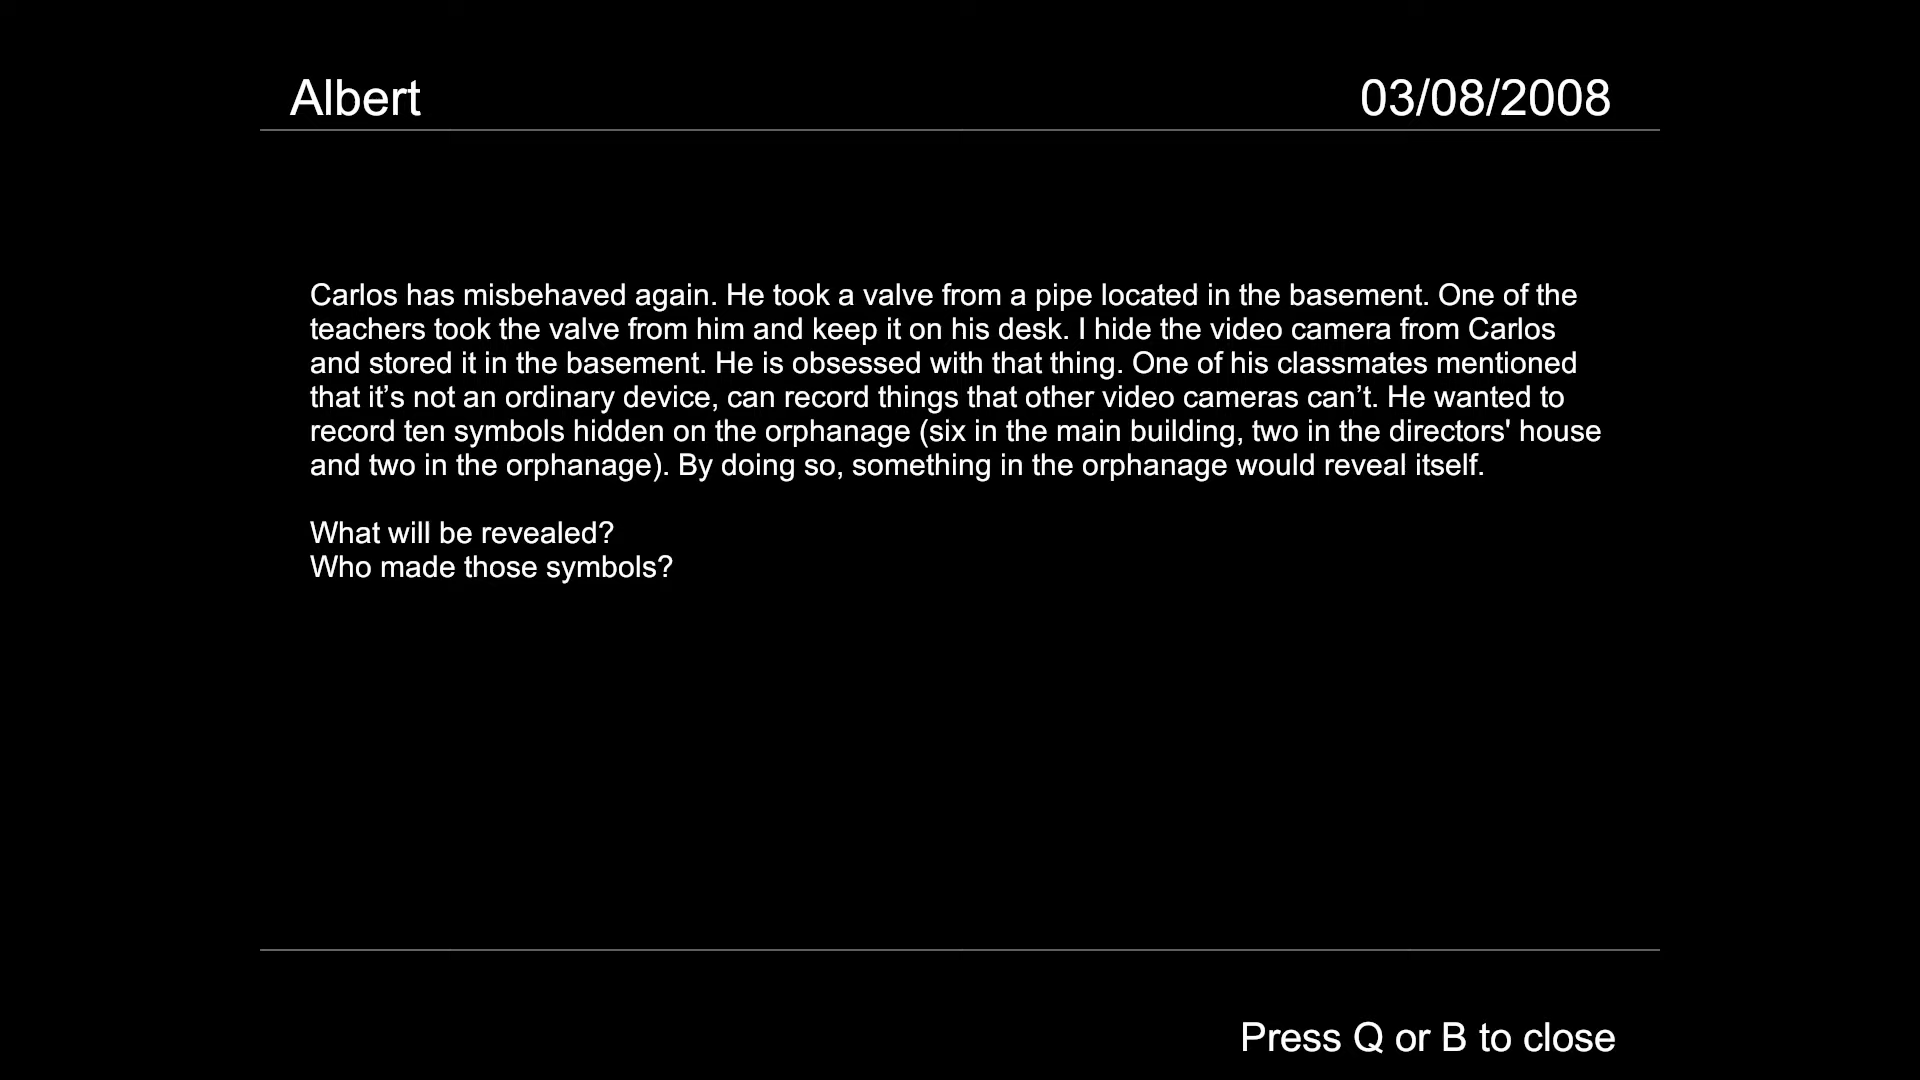 Albert
03/08/2008
Carlos has misbehaved again. He took a valve from a pipe located in the basement. One of the
teachers took the valve from him and keep it on his desk. I hide the video camera from Carlos
and stored it in the basement. He is obsessed with that thing. One of his classmates mentioned
that it’s not an ordinary device, can record things that other video cameras can’t. He wanted to
record ten symbols hidden on the orphanage (six in the main building, two in the directors' house
and two in the orphanage). By doing so, something in the orphanage would reveal itself.
What will be revealed?
Who made those symbols?
Press Q or B to close